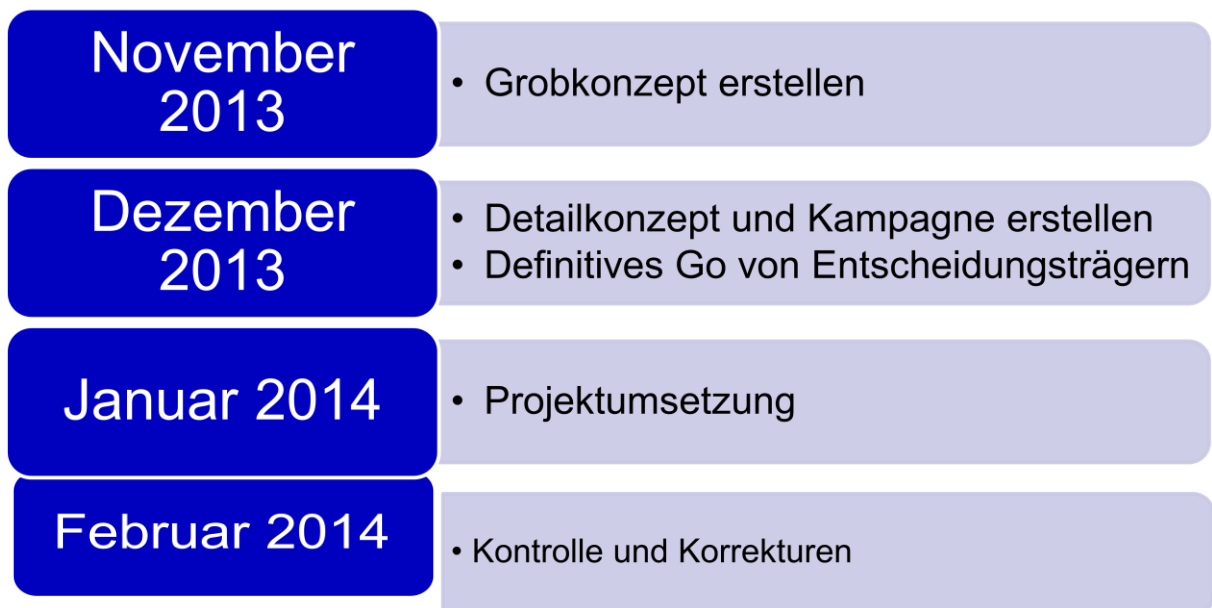 November
2013
• Grobkonzept erstellen
Dezember
2013
• Detailkonzept und Kampagne erstellen
• Definitives Go von Entscheidungsträgern
Januar 2014
• Projektumsetzung
Februar 2014
• Kontrolle und Korrekturen